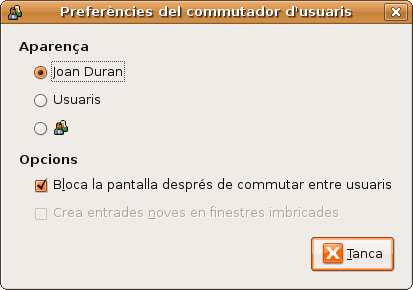 Preferències del commutador d'usuaris
Aparença
Joan Duran
Usuaris
Opcions
Bloca la pantalla després de commutar entre usuaris
Crea entrades noves en finestres imbricades
Tanca